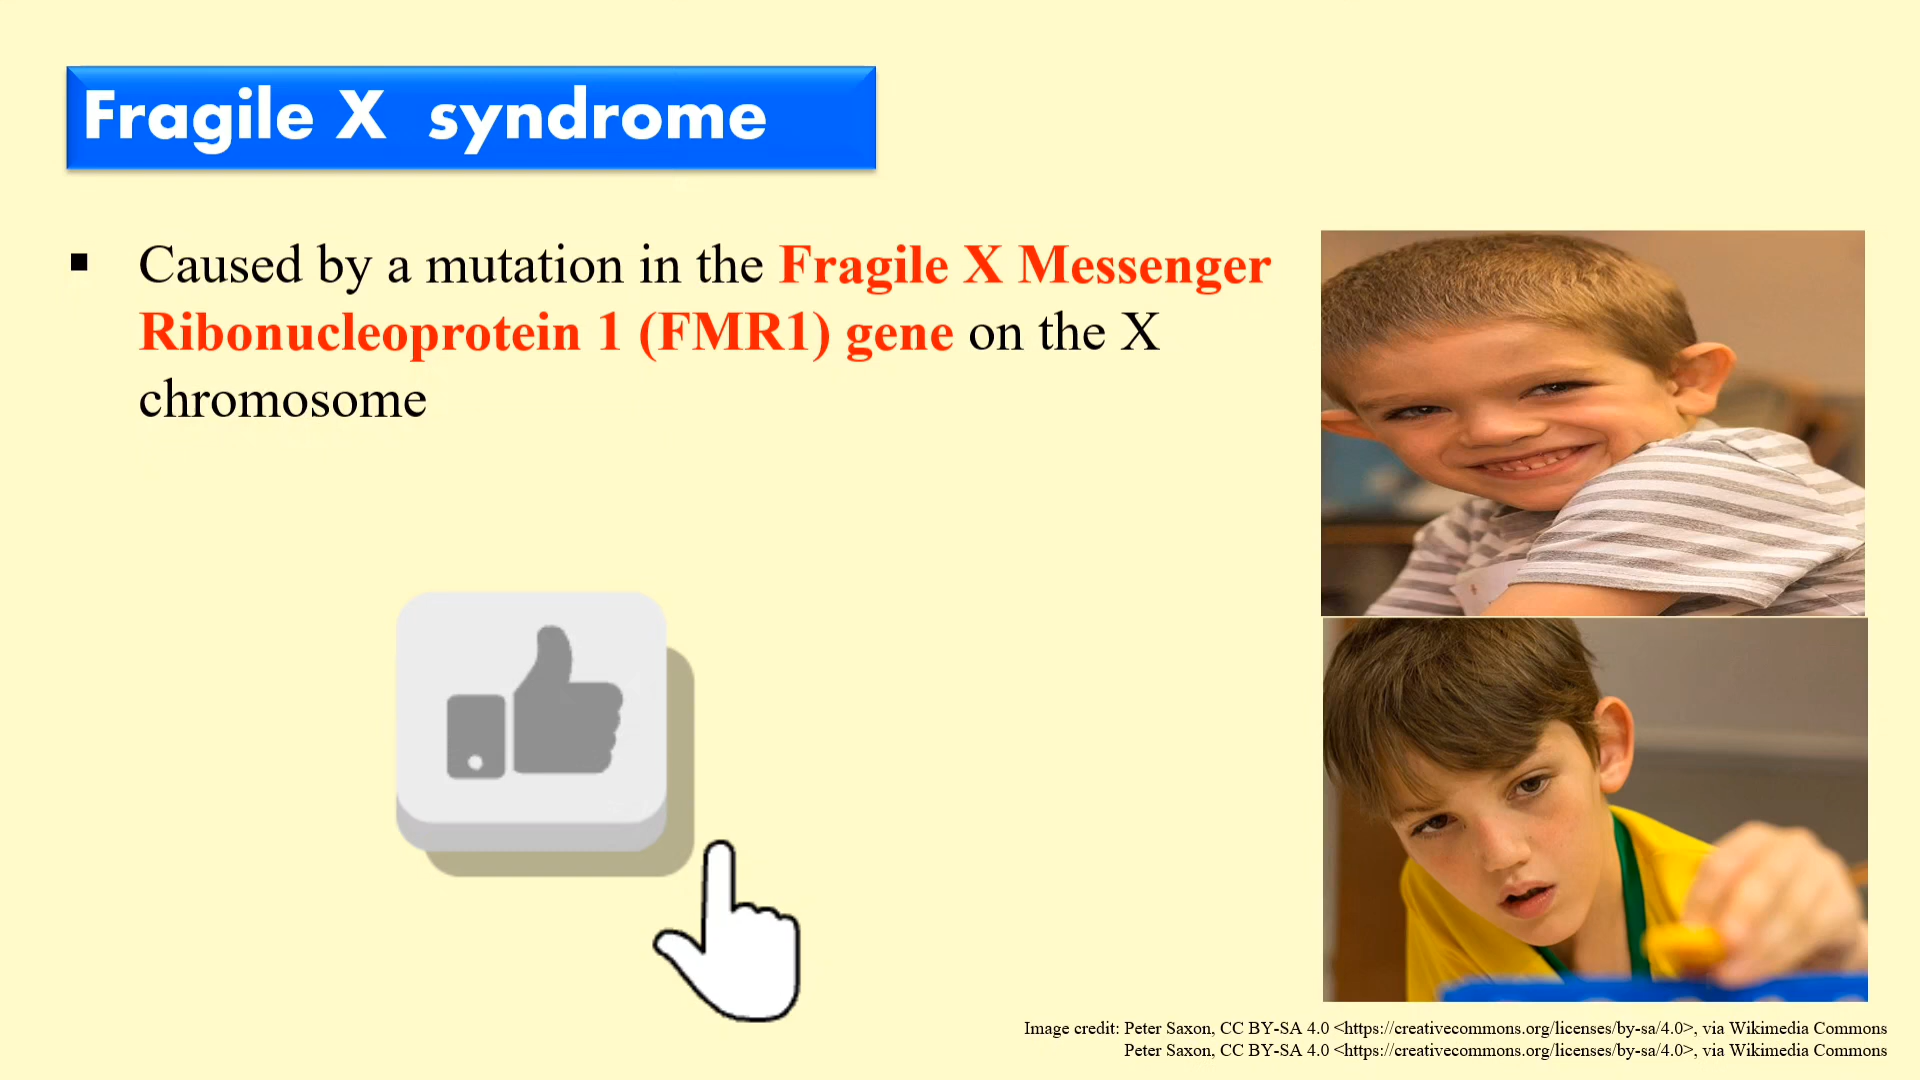 Fragile X syndrome
▪ Caused by a mutation in the Fragile X Messenger
Ribonucleoprotein 1 (FMR1) gene on the X
chromosome
Image credit: Peter Saxon, CC BY-SA 4.0 <https://creativecommons.org/licenses/by-sa/4.0>, via Wikimedia Commons
Peter Saxon, CC BY-SA 4.0 <https://creativecommons.org/licenses/by-sa/4.0>, via Wikimedia Commons